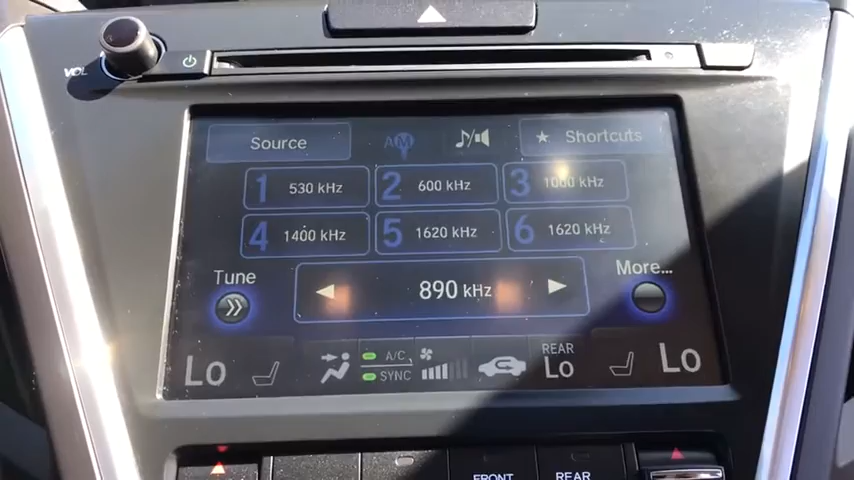 VOL
Source
AM
Shortcuts
1 530 kHz
2 600 kHz
3 1000 kHz
4 1400 kHz
5 1620 kHz
6 1620 kHz
Tune
890 kHz
More...
Lo
A/C
SYNC
REAR
Lo
Lo
FRONT
REAR